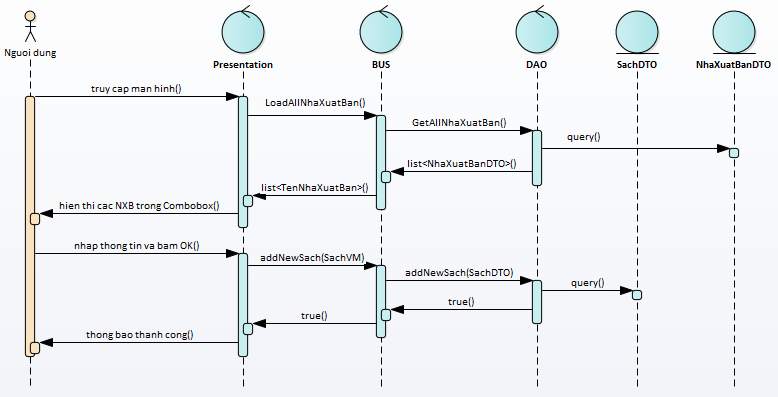 Nguoi dung
Presentation
BUS
DAO
SachDTO
NhaXuatBanDTO
truy cap man hinh()
LoadAllNhaXuatBan()
GetAllNhaXuatBan()
query()
list<NhaXuatBanDTO>()
list<TenNhaXuatBan>()
hien thi cac NXB trong Combobox()
nhap thong tin va bam OK()
addNewSach(SachVM)
addNewSach(SachDTO)
query()
true()
true()
thong bao thanh cong()